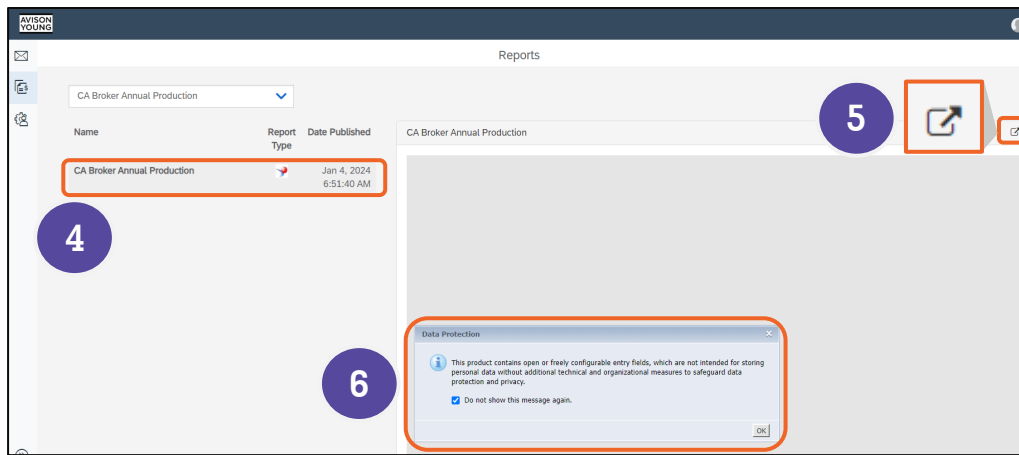 AVISON
YOUNG
Reports
CA Broker Annual Production
5
Name
Report
Type
Date Published
CA Broker Annual Production
CA Broker Annual Production
Jan 4, 2024
6:51:40 AM
4
Data Protection
This product contains open or freely configurable entry fields, which are not intended for storing
personal data without additional technical and organizational measures to safeguard data
protection and privacy.
Do not show this message again.
OK
6